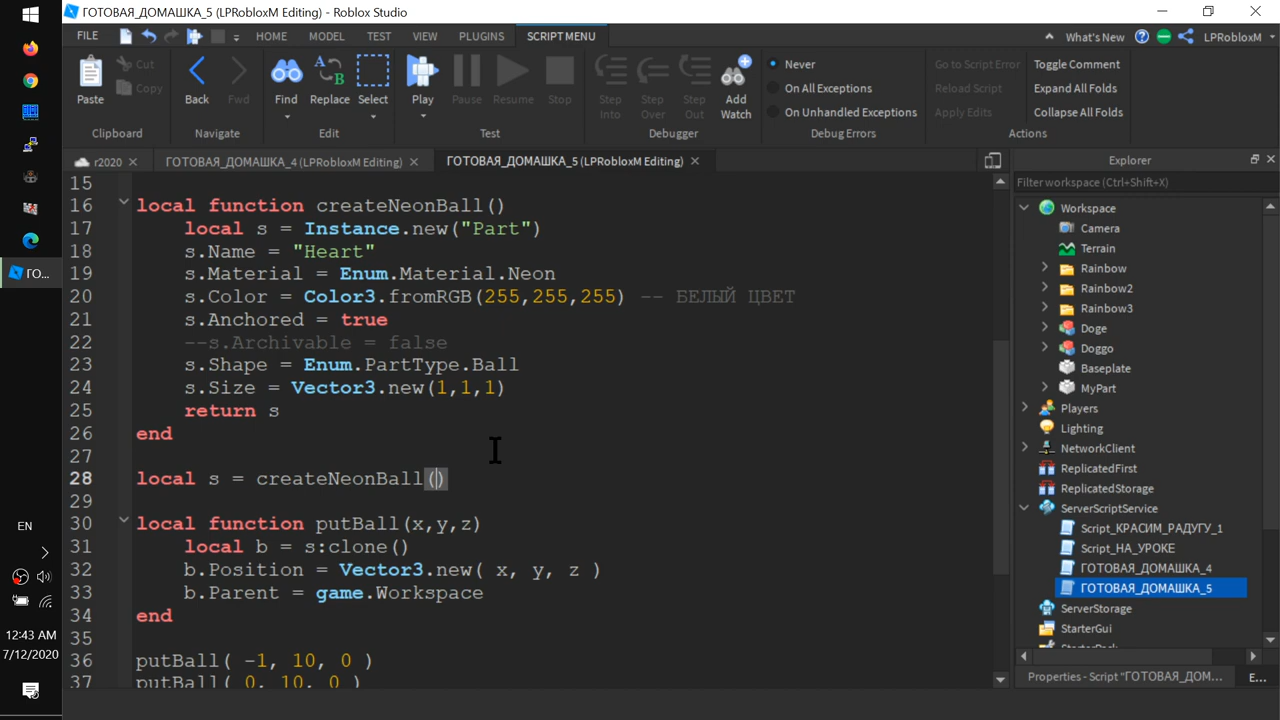 ГОТОВАЯ_ДОМАШКА_5 (LPRobloxM Editing) - Roblox Studio
FILE HOME MODEL TEST VIEW PLUGINS SCRIPT MENU What's New LPRobloxM
Paste Cut Copy Back Fwd Find Replace Select Play Pause Resume Stop Step Into Step Over Step Out Add Watch Never On All Exceptions On Unhandled Exceptions Go to Script Error Reload Script Apply Edits Toggle Comment Expand All Folds Collapse All Folds
Clipboard Navigate Edit Test Debugger Debug Errors Actions
r2020 ГОТОВАЯ_ДОМАШКА_4 (LPRobloxM Editing) ГОТОВАЯ_ДОМАШКА_5 (LPRobloxM Editing)
15
16 local function createNeonBall()
17 local s = Instance.new("Part")
18 s.Name = "Heart"
19 s.Material = Enum.Material.Neon
20 s.Color = Color3.fromRGB(255,255,255) -- БЕЛЫЙ ЦВЕТ
21 s.Anchored = true
22 --s.Archivable = false
23 s.Shape = Enum.PartType.Ball
24 s.Size = Vector3.new(1,1,1)
25 return s
26 end
27
28 local s = createNeonBall()
29
30 local function putBall(x,y,z)
31 local b = s:clone()
32 b.Position = Vector3.new( x, y, z )
33 b.Parent = game.Workspace
34 end
35
36 putBall( -1, 10, 0 )
37 putBall( 0, 10, 0 )
Explorer
Filter workspace (Ctrl+Shift+X)
Workspace
Camera
Terrain
Rainbow
Rainbow2
Rainbow3
Doge
Doggo
Baseplate
MyPart
Players
Lighting
NetworkClient
ReplicatedFirst
ReplicatedStorage
ServerScriptService
Script_КРАСИМ_РАДУГУ_1
Script_НА_УРОКЕ
ГОТОВАЯ_ДОМАШКА_4
ГОТОВАЯ_ДОМАШКА_5
ServerStorage
StarterGui
StarterPack
Properties - Script "ГОТОВАЯ_ДОМ... E...
ГО...
EN
12:43 AM
7/12/2020